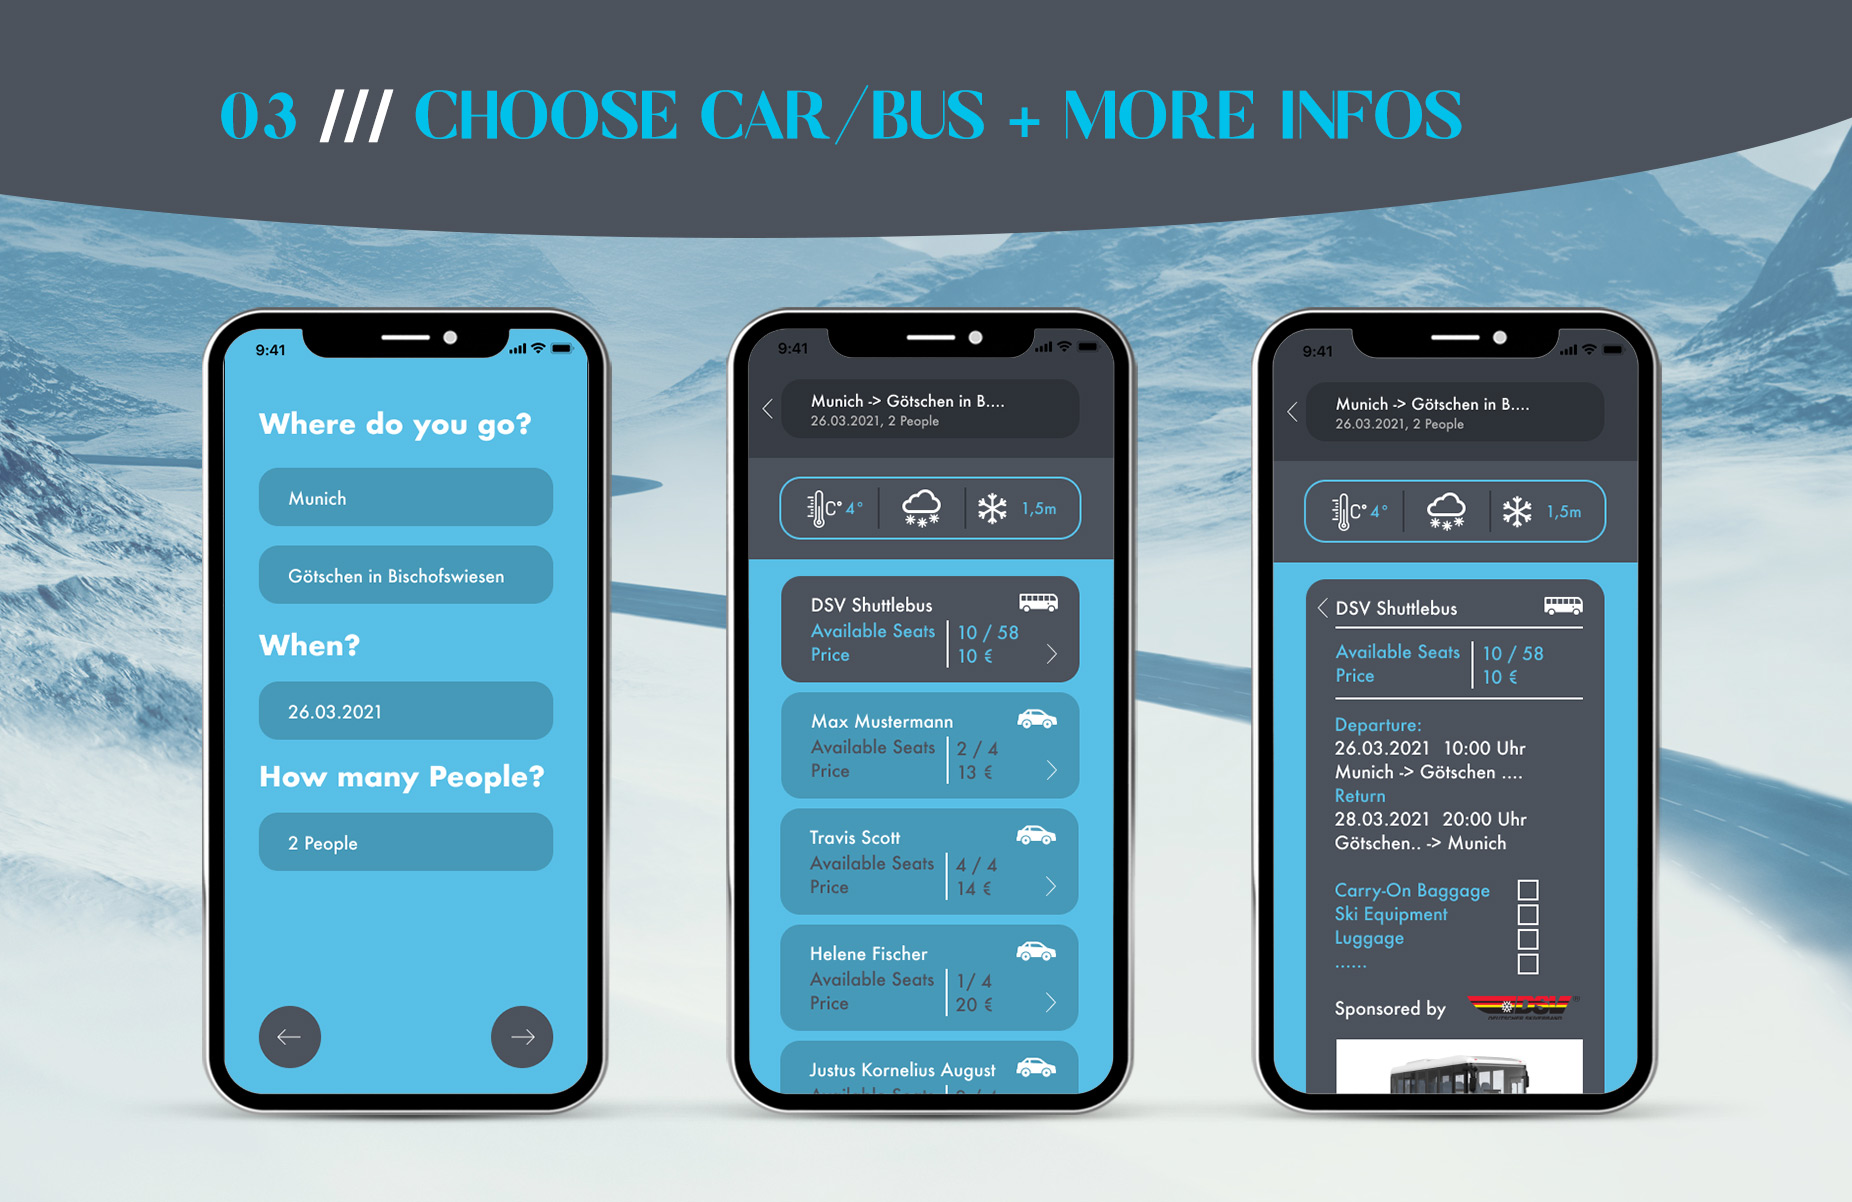 03 /// CHOOSE CAR/BUS + MORE INFOS
9:41
Where do you go?
Munich
Götschen in Bischofswiesen
When?
26.03.2021
How many People?
2 People
9:41
Munich -> Götschen in B....
26.03.2021, 2 People
C° 4°
1,5m
DSV Shuttlebus
Available Seats 10 / 58
Price 10 €
Max Mustermann
Available Seats 2 / 4
Price 13 €
Travis Scott
Available Seats 4 / 4
Price 14 €
Helene Fischer
Available Seats 1/ 4
Price 20 €
Justus Kornelius August
9:41
Munich -> Götschen in B....
26.03.2021, 2 People
C° 4°
1,5m
DSV Shuttlebus
Available Seats 10 / 58
Price 10 €
Departure:
26.03.2021 10:00 Uhr
Munich -> Götschen ....
Return
28.03.2021 20:00 Uhr
Götschen.. -> Munich
Carry-On Baggage
Ski Equipment
Luggage
......
Sponsored by
DSV